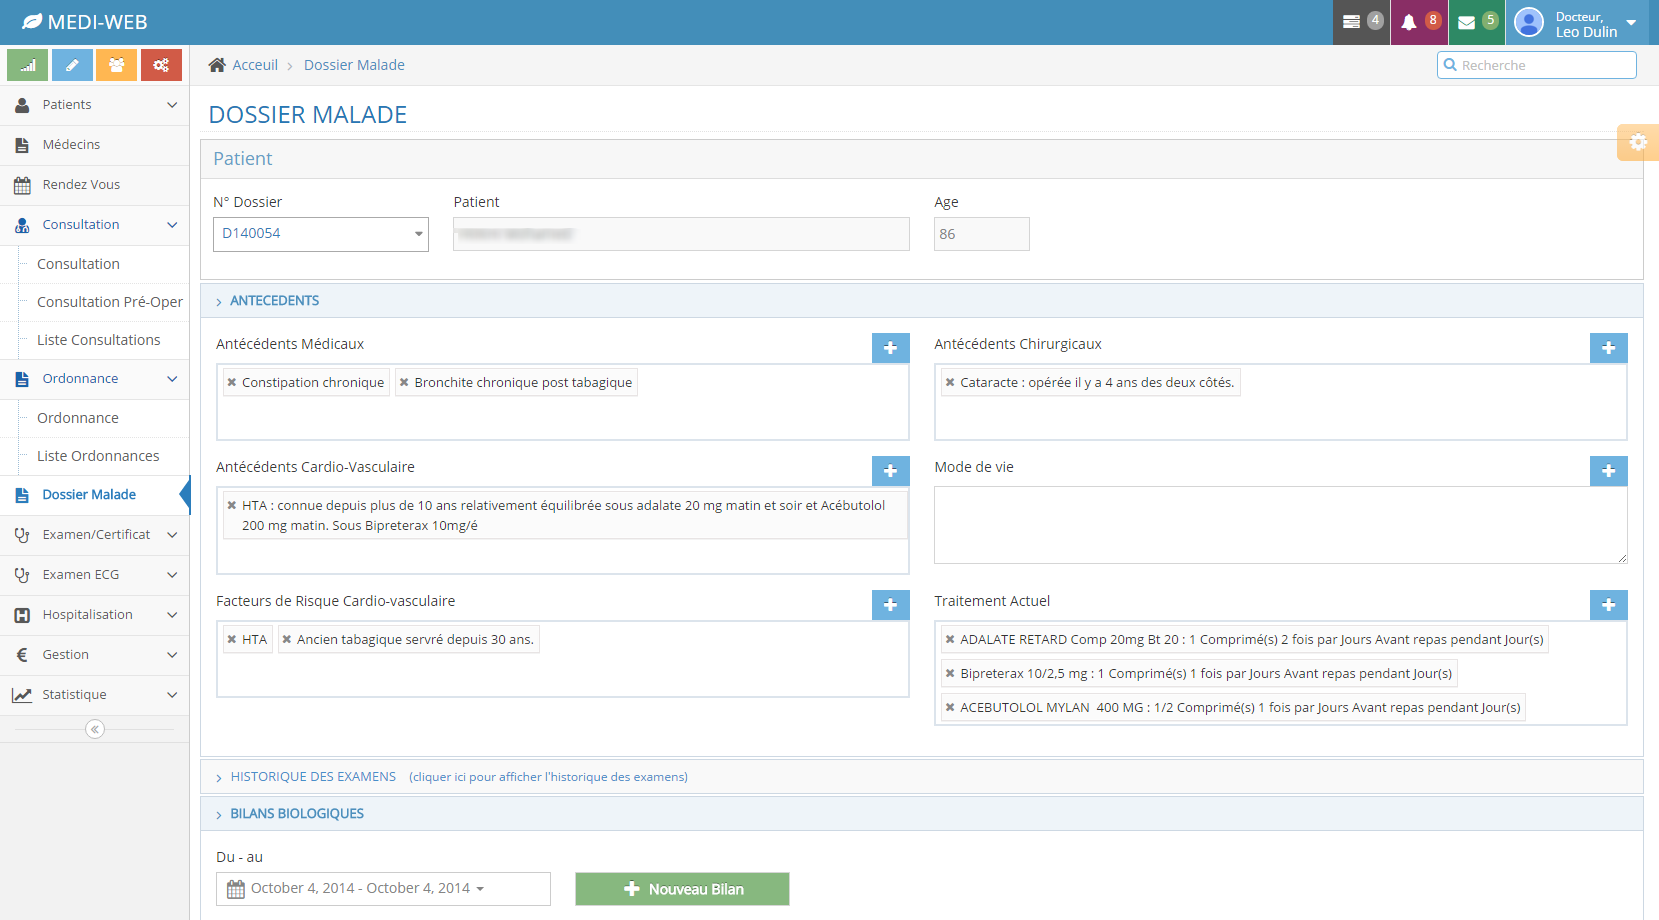 MEDI-WEB
4
8
5
Docteur,
Leo Dulin
Acceuil
Dossier Malade
Recherche
Patients
Médecins
Rendez Vous
Consultation
Consultation
Consultation Pré-Oper
Liste Consultations
Ordonnance
Ordonnance
Liste Ordonnances
Dossier Malade
Examen/Certificat
Examen ECG
Hospitalisation
Gestion
Statistique
DOSSIER MALADE
Patient
N° Dossier
Patient
Age
D140054
86
ANTECEDENTS
Antécédents Médicaux
Constipation chronique
Bronchite chronique post tabagique
Antécédents Chirurgicaux
Cataracte : opérée il y a 4 ans des deux côtés.
Antécédents Cardio-Vasculaire
HTA : connue depuis plus de 10 ans relativement équilibrée sous adalate 20 mg matin et soir et Acébutolol
200 mg matin. Sous Bipreterax 10mg/é
Mode de vie
Facteurs de Risque Cardio-vasculaire
HTA
Ancien tabagique servré depuis 30 ans.
Traitement Actuel
ADALATE RETARD Comp 20mg Bt 20 : 1 Comprimé(s) 2 fois par Jours Avant repas pendant Jour(s)
Bipreterax 10/2,5 mg : 1 Comprimé(s) 1 fois par Jours Avant repas pendant Jour(s)
ACEBUTOLOL MYLAN 400 MG : 1/2 Comprimé(s) 1 fois par Jours Avant repas pendant Jour(s)
HISTORIQUE DES EXAMENS (cliquer ici pour afficher l'historique des examens)
BILANS BIOLOGIQUES
Du - au
October 4, 2014 - October 4, 2014
Nouveau Bilan